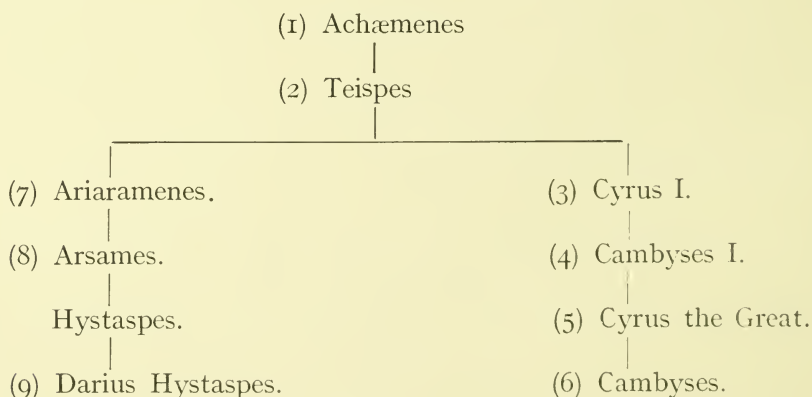 (1) Achæmenes
(2) Teispes
(7) Ariaramenes. (3) Cyrus I.
(8) Arsames. (4) Cambyses I.
Hystaspes. (5) Cyrus the Great.
(9) Darius Hystaspes. (6) Cambyses.